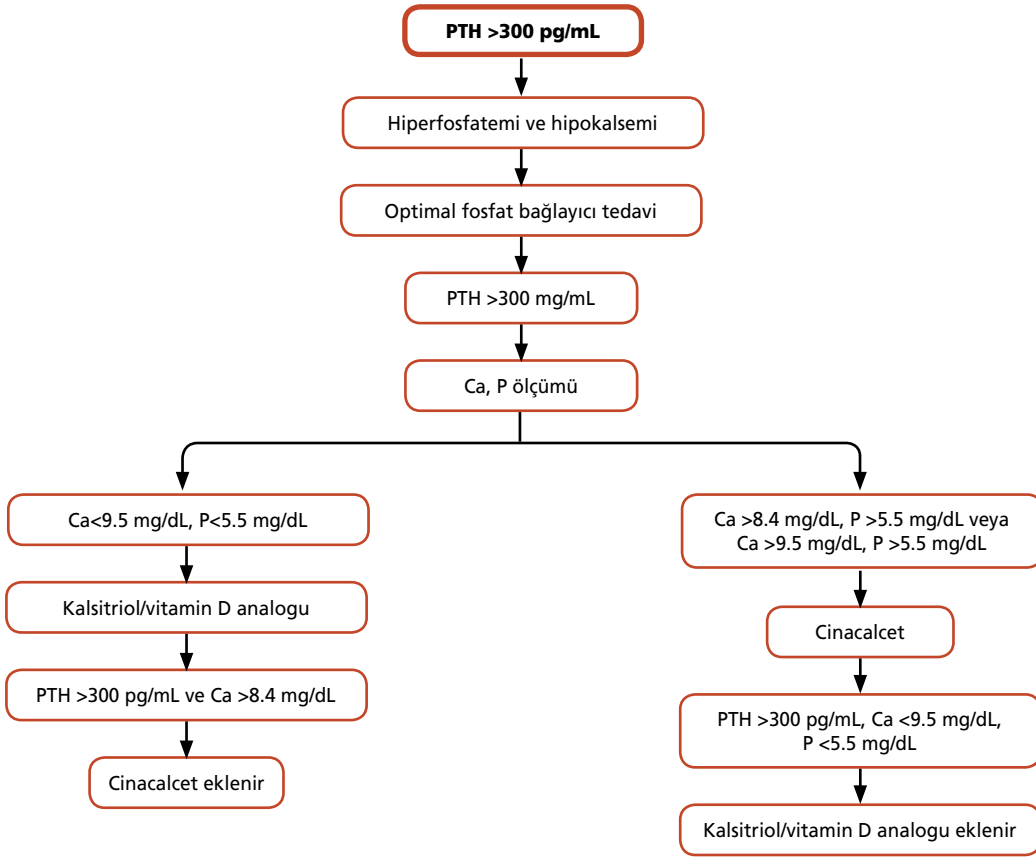 PTH >300 pg/mL
Hiperfosfatemi ve hipokalsemi
Optimal fosfat bağlayıcı tedavi
PTH >300 mg/mL
Ca, P ölçümü
Ca<9.5 mg/dL, P<5.5 mg/dL
Kalsitriol/vitamin D analogu
PTH >300 pg/mL ve Ca >8.4 mg/dL
Cinacalcet eklenir
Ca >8.4 mg/dL, P >5.5 mg/dL veya
Ca >9.5 mg/dL, P >5.5 mg/dL
Cinacalcet
PTH >300 pg/mL, Ca <9.5 mg/dL,
P <5.5 mg/dL
Kalsitriol/vitamin D analogu eklenir